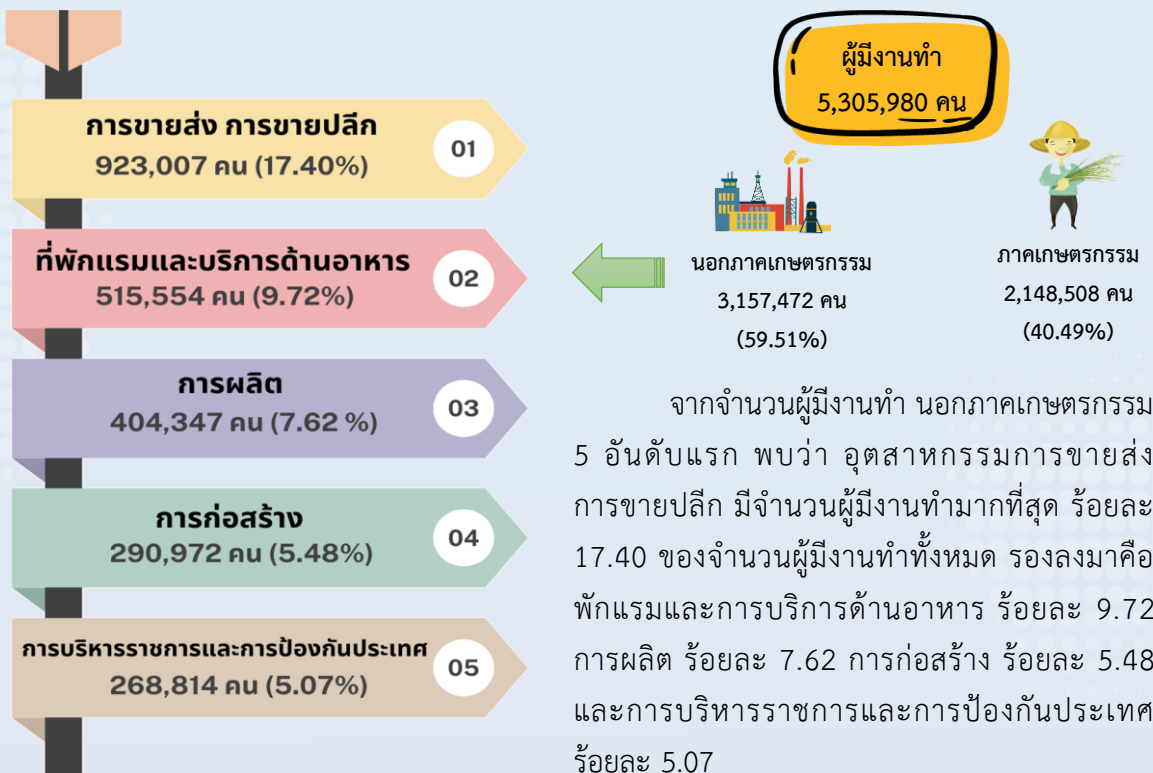 การขายส่ง การขายปลีก
923,007 คน (17.40%)
01
ที่พักแรมและบริการด้านอาหาร
515,554 คน (9.72%)
02
การผลิต
404,347 คน (7.62 %)
03
การก่อสร้าง
290,972 คน (5.48%)
04
การบริหารราชการและการป้องกันประเทศ
268,814 คน (5.07%)
05
ผู้มีงานทำ
5,305,980 คน
นอกภาคเกษตรกรรม
3,157,472 คน
(59.51%)
ภาคเกษตรกรรม
2,148,508 คน
(40.49%)
จากจำนวนผู้มีงานทำ นอกภาคเกษตรกรรม
5 อันดับแรก พบว่า อุตสาหกรรมการขายส่ง
การขายปลีก มีจำนวนผู้มีงานทำมากที่สุด ร้อยละ
17.40 ของจำนวนผู้มีงานทำทั้งหมด รองลงมาคือ
พักแรมและการบริการด้านอาหาร ร้อยละ 9.72
การผลิต ร้อยละ 7.62 การก่อสร้าง ร้อยละ 5.48
และการบริหารราชการและการป้องกันประเทศ
ร้อยละ 5.07